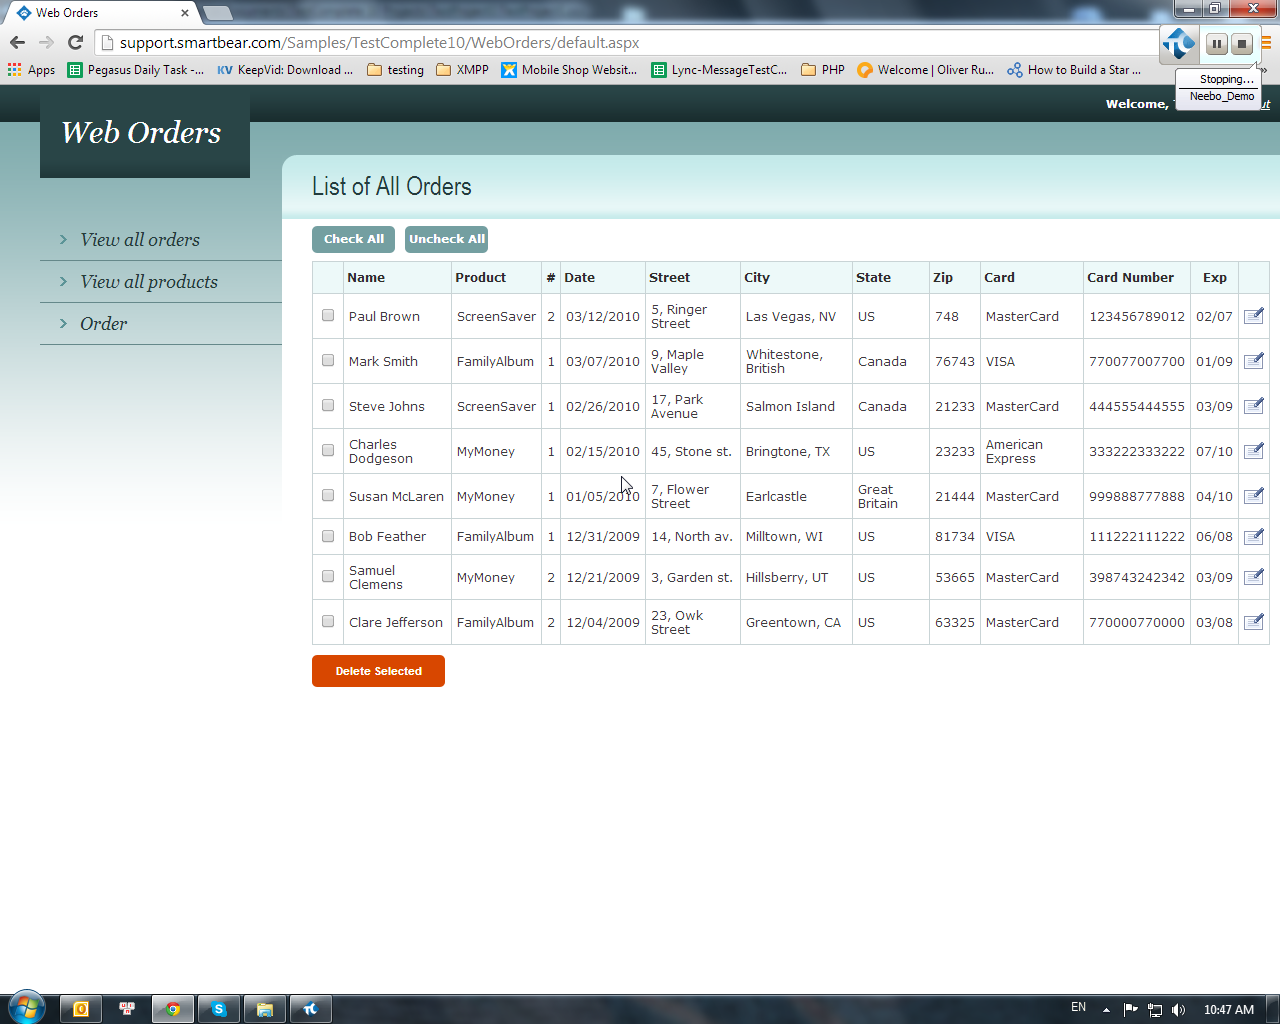 Web Orders
support.smartbear.com/Samples/TestComplete10/WebOrders/default.aspx
Apps Pegasus Daily Task -... KV KeepVid: Download ... testing XMPP Mobile Shop Websit... Lync-MessageTestC... PHP Welcome | Oliver Ru... How to Build a Star ... »
Stopping...
Neebo_Demo
Welcome,
Web Orders
List of All Orders
View all orders
View all products
Order
Check All Uncheck All
Name Product # Date Street City State Zip Card Card Number Exp
Paul Brown ScreenSaver 2 03/12/2010 5, Ringer Street Las Vegas, NV US 748 MasterCard 123456789012 02/07
Mark Smith FamilyAlbum 1 03/07/2010 9, Maple Valley Whitestone, British Canada 76743 VISA 770077007700 01/09
Steve Johns ScreenSaver 1 02/26/2010 17, Park Avenue Salmon Island Canada 21233 MasterCard 444555444555 03/09
Charles Dodgeson MyMoney 1 02/15/2010 45, Stone st. Bringtone, TX US 23233 American Express 333222333222 07/10
Susan McLaren MyMoney 1 01/05/2010 7, Flower Street Earlcastle Great Britain 21444 MasterCard 999888777888 04/10
Bob Feather FamilyAlbum 1 12/31/2009 14, North av. Milltown, WI US 81734 VISA 111222111222 06/08
Samuel Clemens MyMoney 2 12/21/2009 3, Garden st. Hillsberry, UT US 53665 MasterCard 398743242342 03/09
Clare Jefferson FamilyAlbum 2 12/04/2009 23, Owk Street Greentown, CA US 63325 MasterCard 770000770000 03/08
Delete Selected
EN 10:47 AM